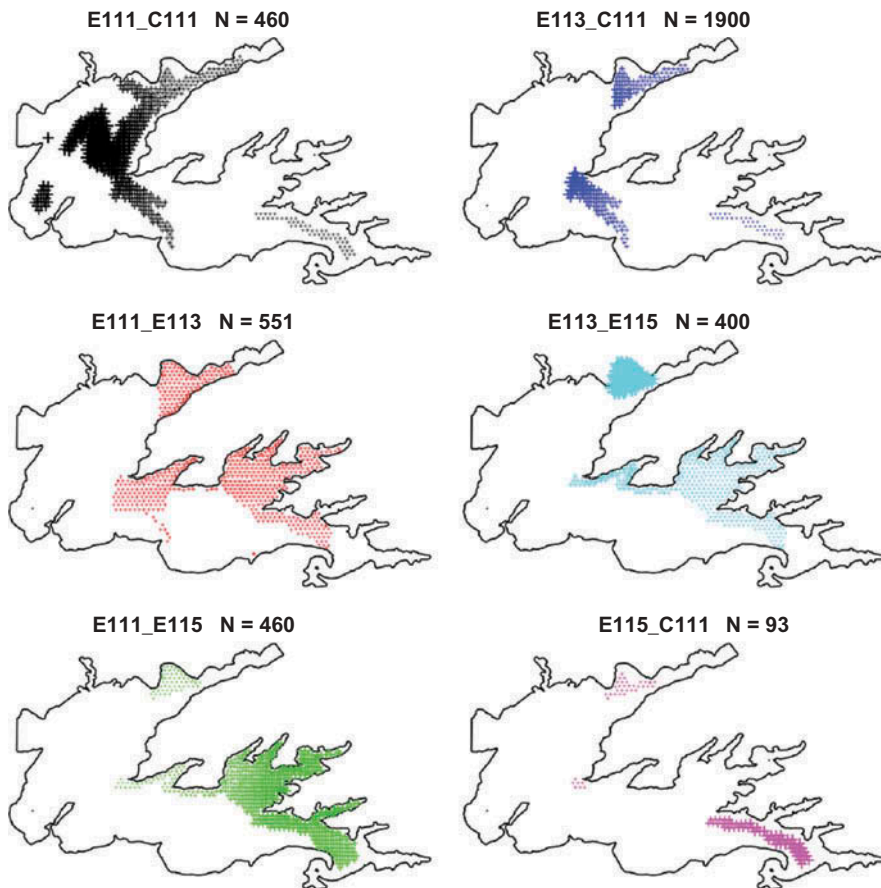 E111_C111 N = 460
E113_C111 N = 1900
E111_E113 N = 551
E113_E115 N = 400
E111_E115 N = 460
E115_C111 N = 93